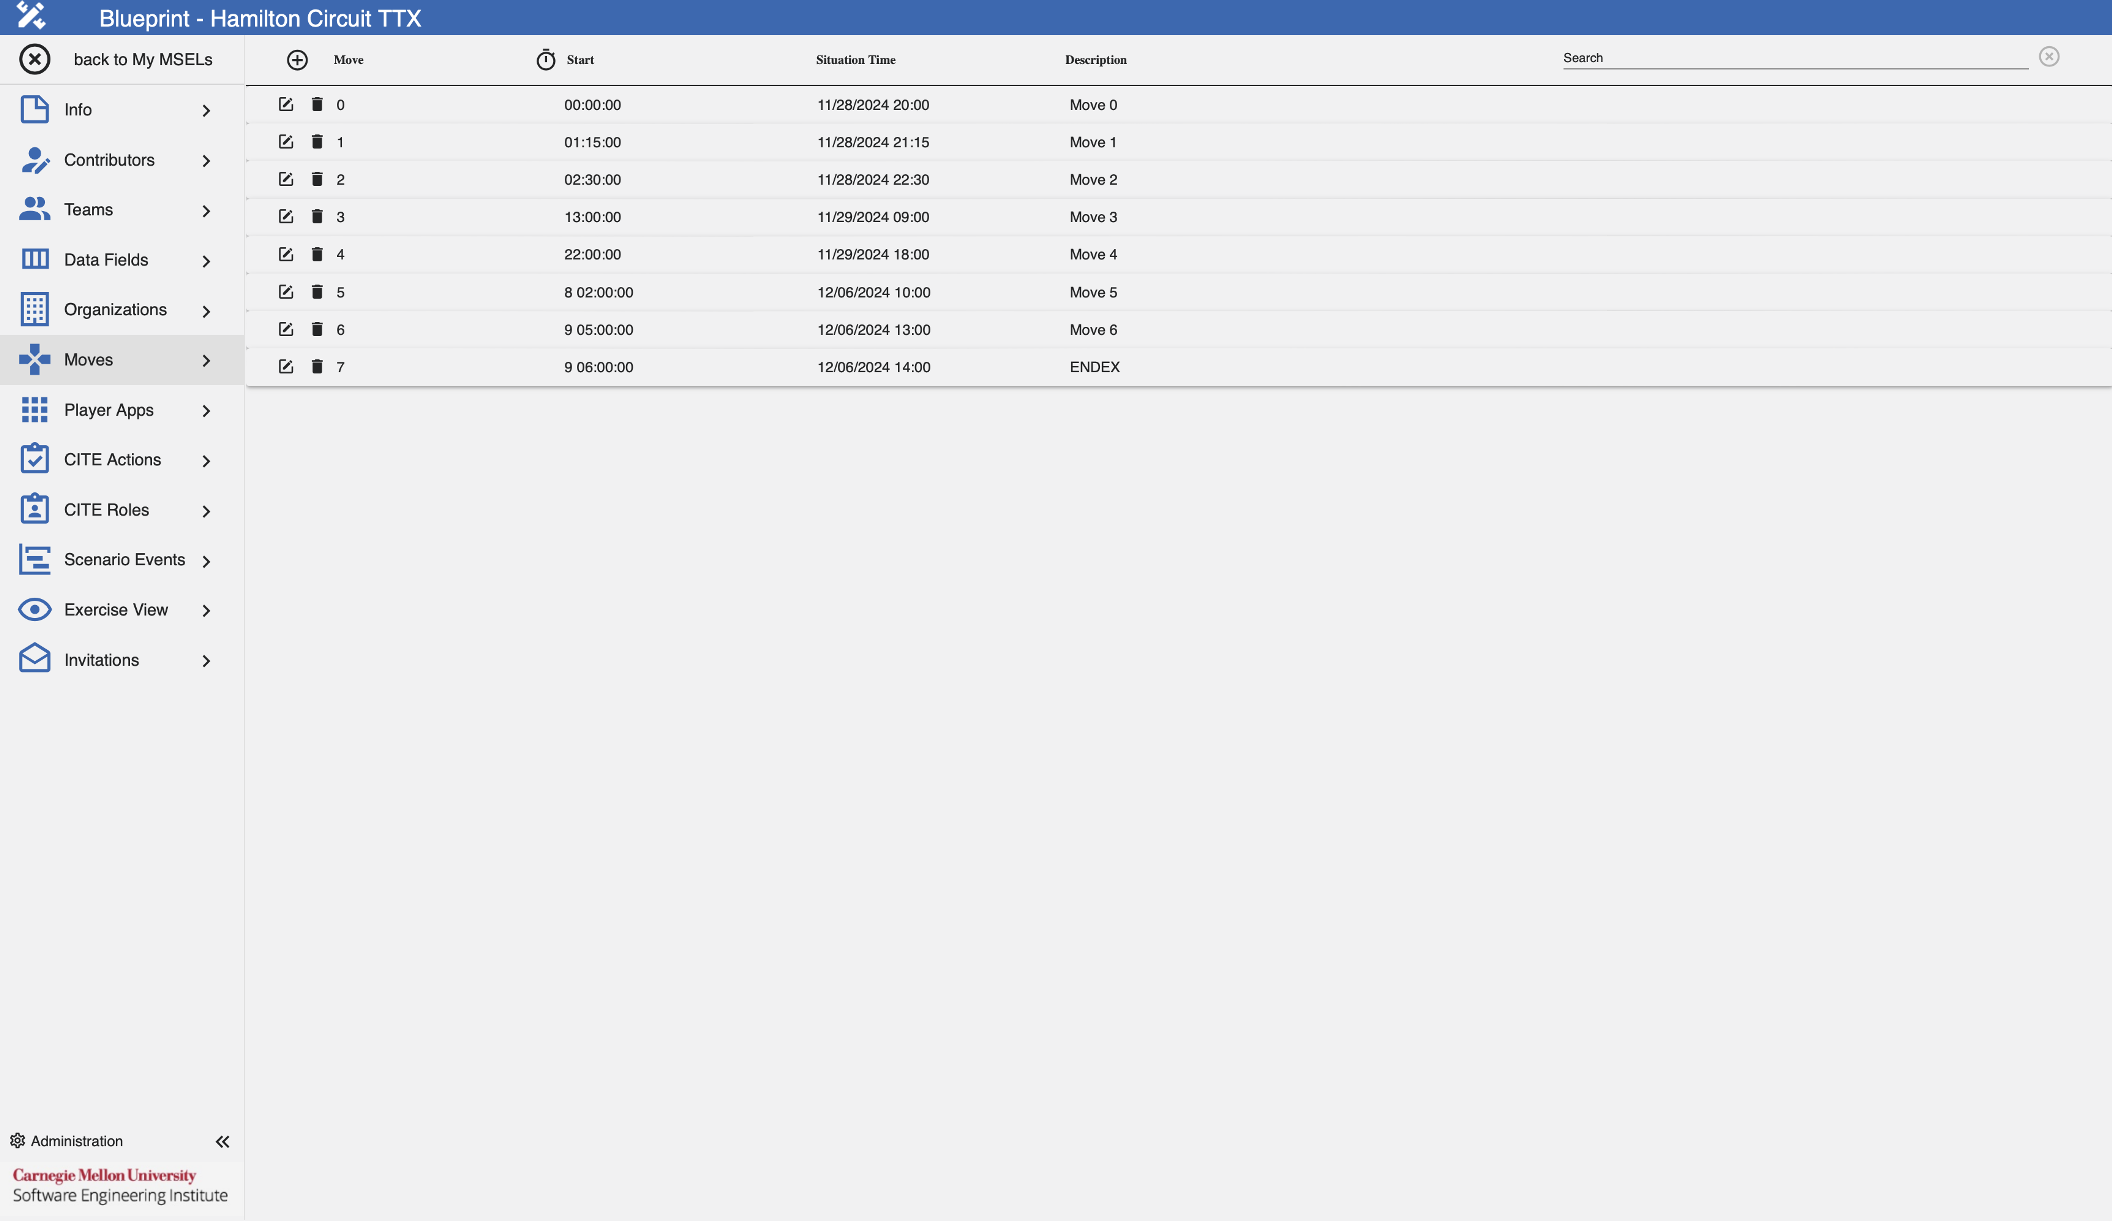 Blueprint - Hamilton Circuit TTX
back to My MSELs
Move Start Situation Time Description Search
0 00:00:00 11/28/2024 20:00 Move 0
1 01:15:00 11/28/2024 21:15 Move 1
2 02:30:00 11/28/2024 22:30 Move 2
3 13:00:00 11/29/2024 09:00 Move 3
4 22:00:00 11/29/2024 18:00 Move 4
5 8 02:00:00 12/06/2024 10:00 Move 5
6 9 05:00:00 12/06/2024 13:00 Move 6
7 9 06:00:00 12/06/2024 14:00 ENDEX
Info
Contributors
Teams
Data Fields
Organizations
Moves
Player Apps
CITE Actions
CITE Roles
Scenario Events
Exercise View
Invitations
Administration
Carnegie Mellon University
Software Engineering Institute